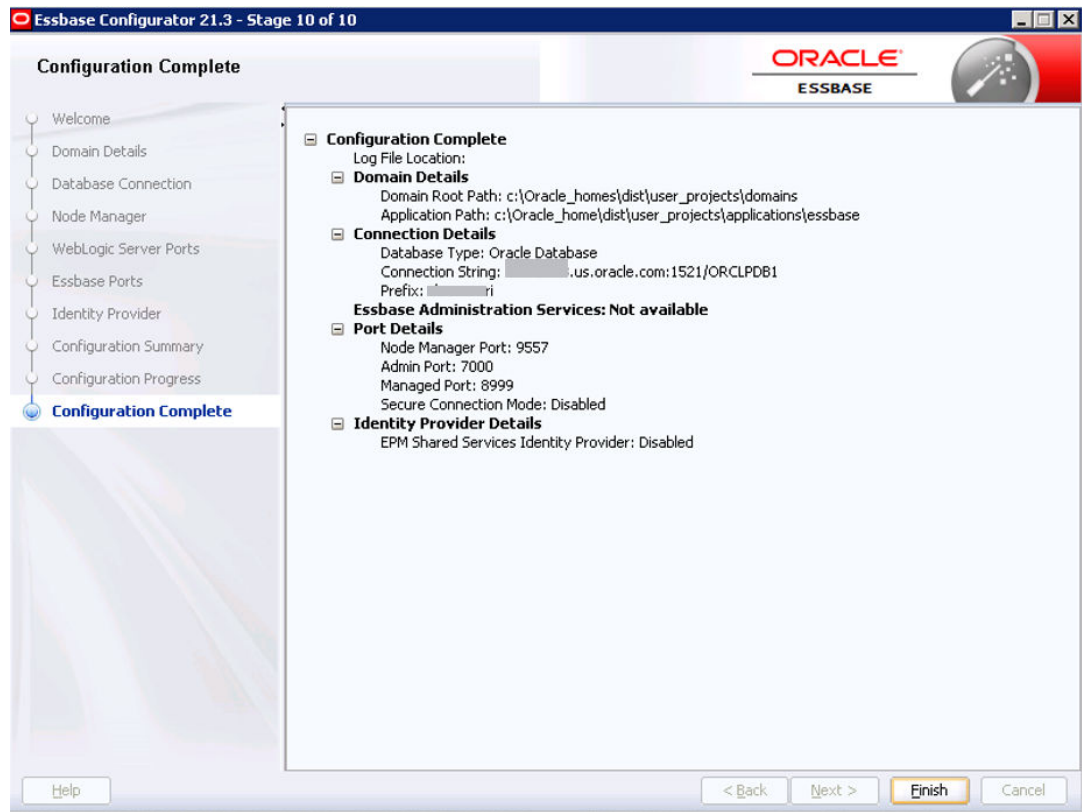 Essbase Configurator 21.3 - Stage 10 of 10
Configuration Complete
ORACLE
ESSBASE
Welcome
Domain Details
Database Connection
Node Manager
WebLogic Server Ports
Essbase Ports
Identity Provider
Configuration Summary
Configuration Progress
Configuration Complete
Configuration Complete
Log File Location:
Domain Details
Domain Root Path: c:\Oracle_homes\dist\user_projects\domains
Application Path: c:\Oracle_home\dist\user_projects\applications\essbase
Connection Details
Database Type: Oracle Database
Connection String: .us.oracle.com:1521/ORCLPDB1
Prefix: ri
Essbase Administration Services: Not available
Port Details
Node Manager Port: 9557
Admin Port: 7000
Managed Port: 8999
Secure Connection Mode: Disabled
Identity Provider Details
EPM Shared Services Identity Provider: Disabled
Help
< Back
Next >
Finish
Cancel